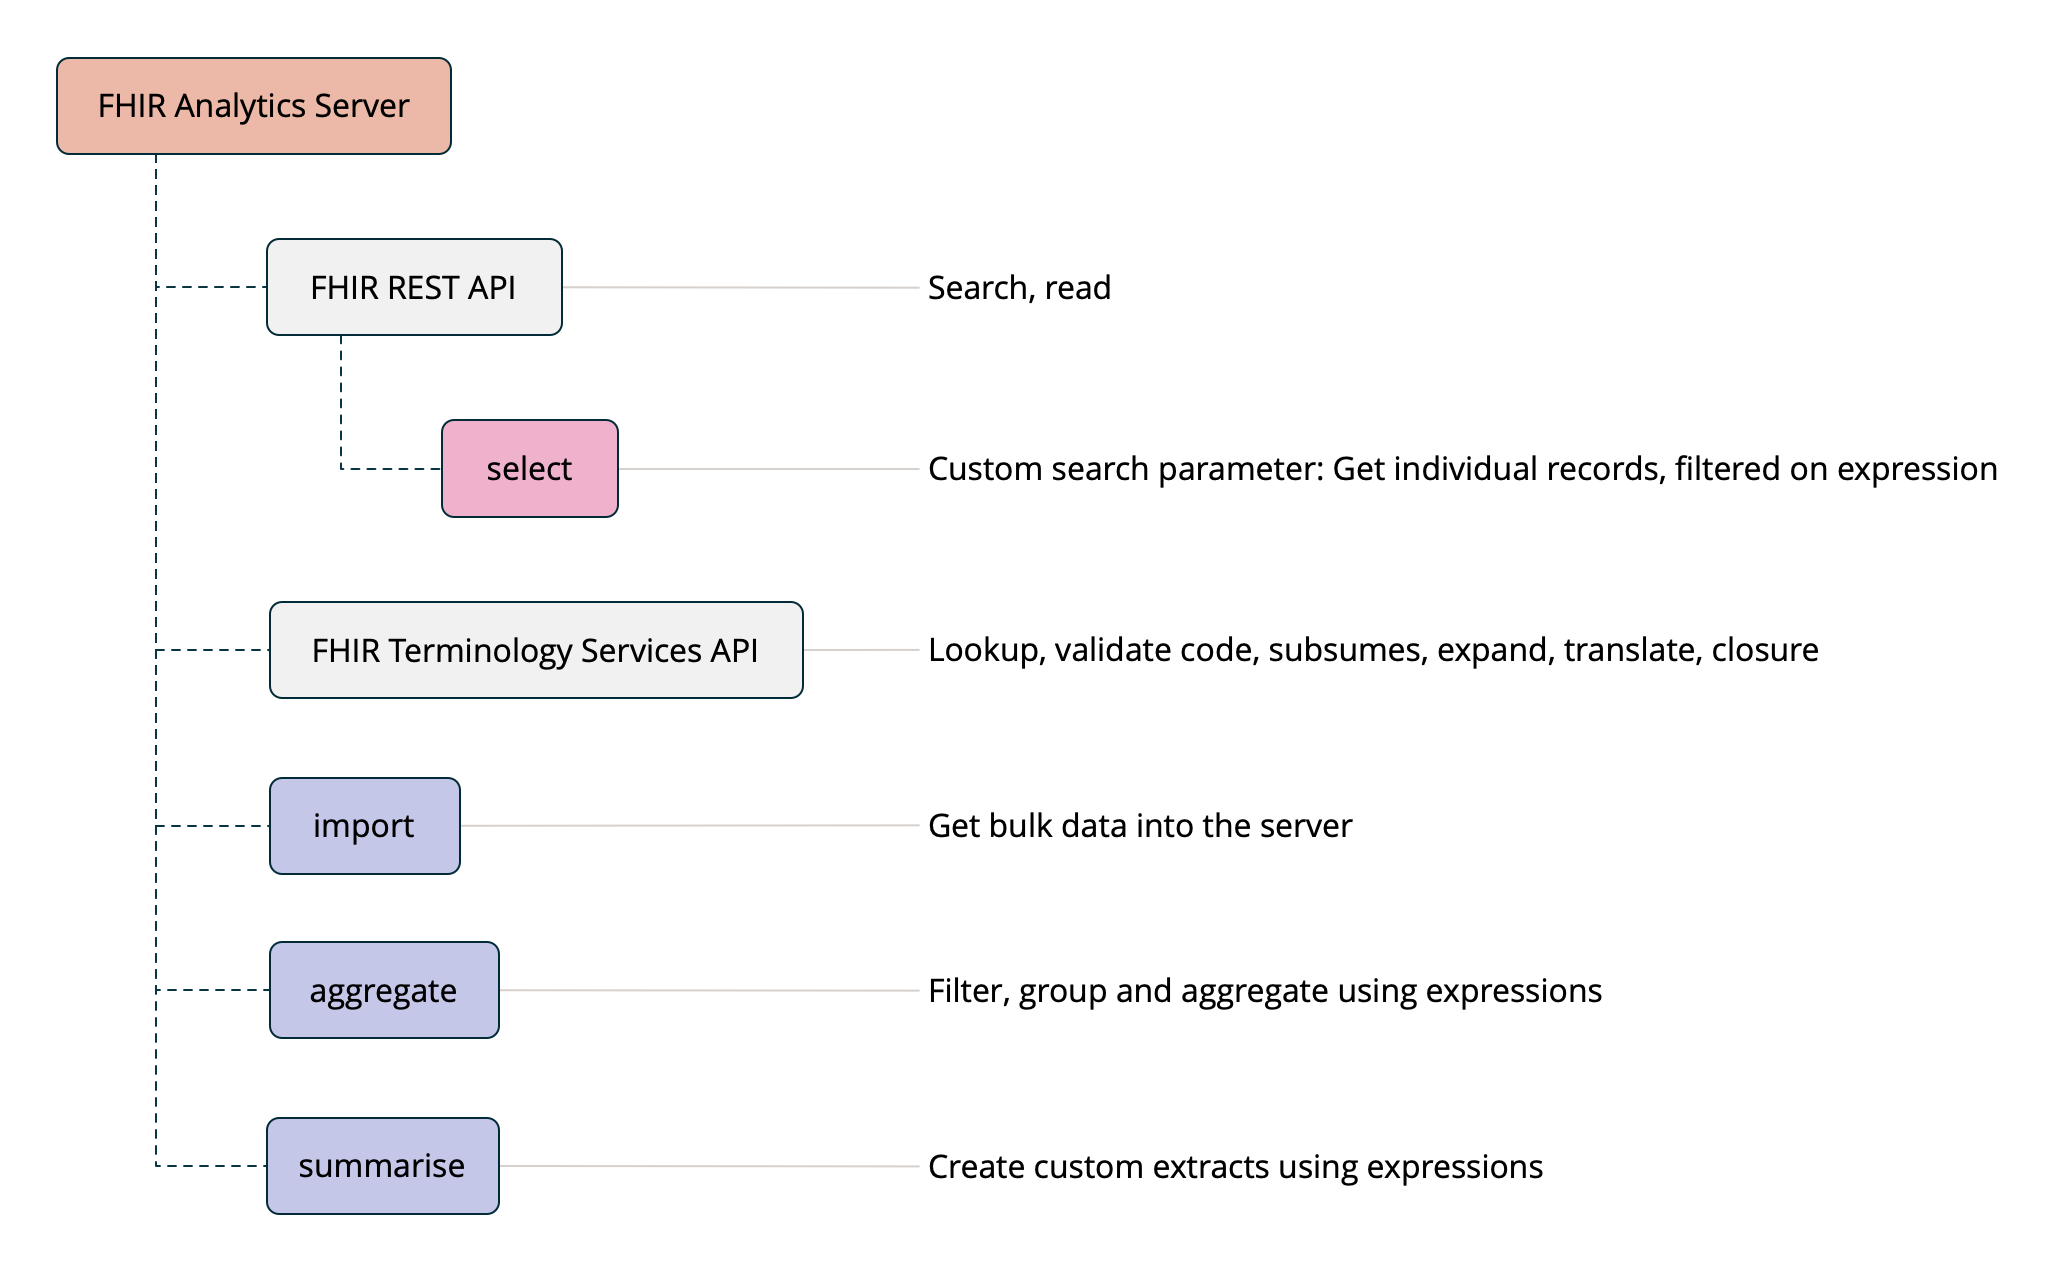 FHIR Analytics Server
FHIR REST API
Search, read
select
Custom search parameter: Get individual records, filtered on expression
FHIR Terminology Services API
Lookup, validate code, subsumes, expand, translate, closure
import
Get bulk data into the server
aggregate
Filter, group and aggregate using expressions
summarise
Create custom extracts using expressions